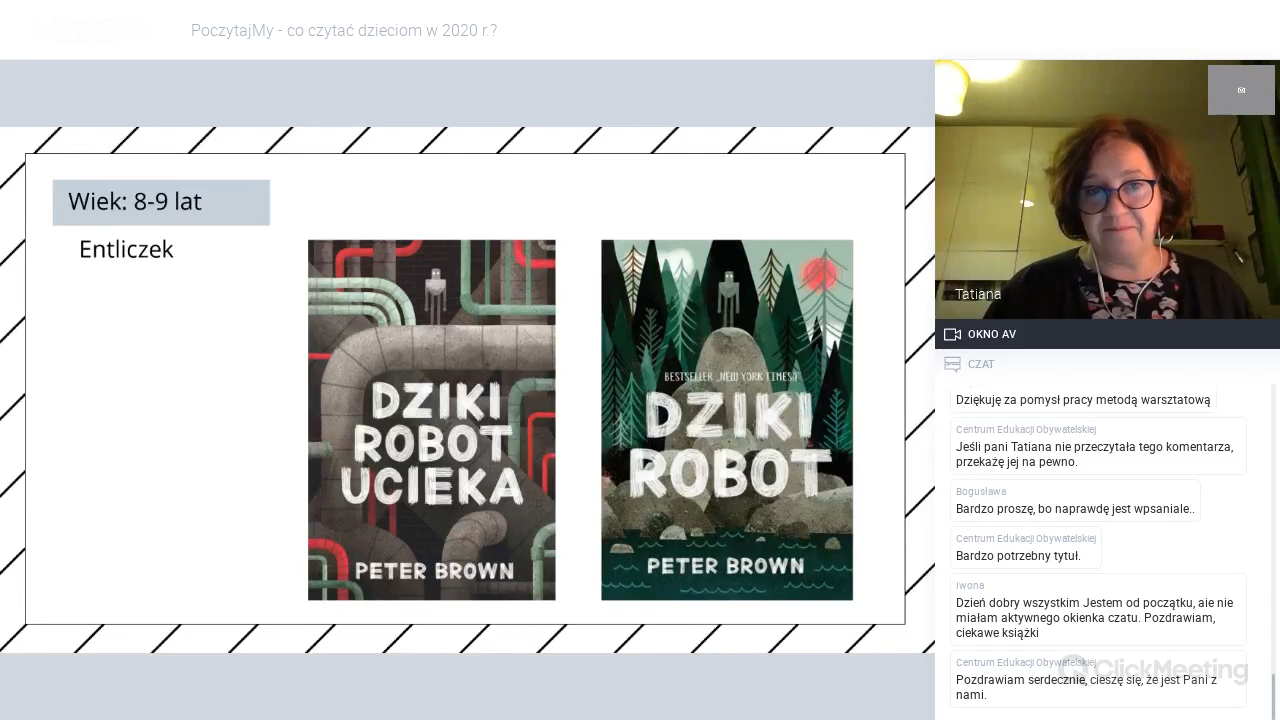 PoczytajMy - co czytać dzieciom w 2020 r.?
Wiek: 8-9 lat
Entliczek
DZIKI
ROBOT
UCIEKA
PETER BROWN
BESTSELLER „NEW YORK TIMESA”
DZIKI
ROBOT
PETER BROWN
Tatiana
OKNO AV
CZAT
Dziękuję za pomysł pracy metodą warsztatową
Centrum Edukacji Obywatelskiej
Jeśli pani Tatiana nie przeczytała tego komentarza,
przekażę jej na pewno.
Bogusława
Bardzo proszę, bo naprawdę jest wpsaniale..
Centrum Edukacji Obywatelskiej
Bardzo potrzebny tytuł.
Iwona
Dzień dobry wszystkim Jestem od początku, aie nie
miałam aktywnego okienka czatu. Pozdrawiam,
ciekawe książki
Centrum Edukacji Obywatelskiej
Pozdrawiam serdecznie, cieszę się, że jest Pani z
nami.
ClickMeeting